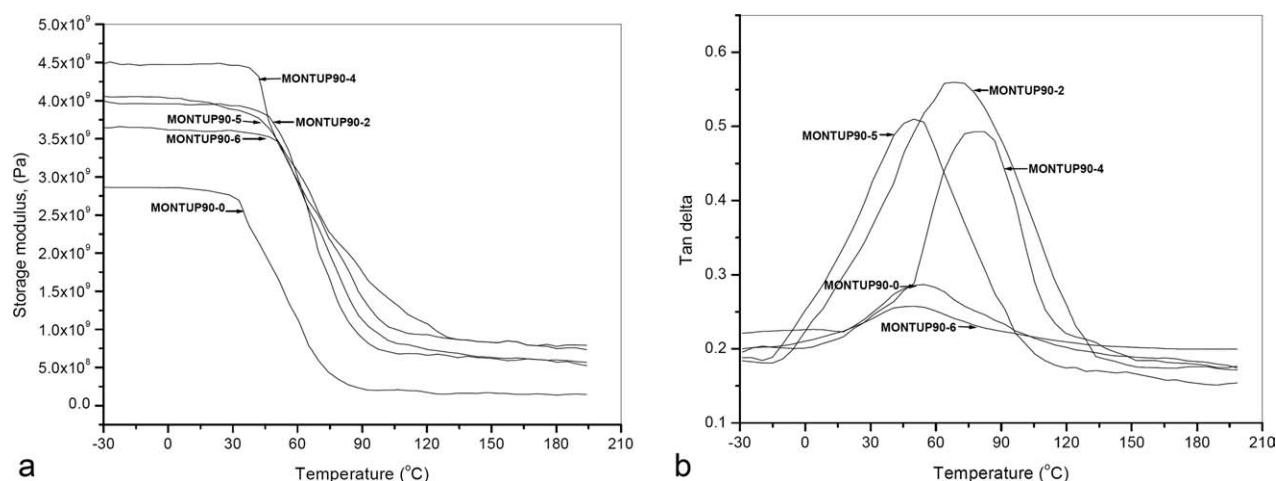 5.0x10⁹
4.5x10⁹
4.0x10⁹
3.5x10⁹
3.0x10⁹
2.5x10⁹
2.0x10⁹
1.5x10⁹
1.0x10⁹
5.0x10⁸
0.0
Storage modulus, (Pa)
MONTUP90-4
MONTUP90-5
MONTUP90-2
MONTUP90-6
MONTUP90-0
-30 0 30 60 90 120 150 180 210
Temperature (°C)
a
0.6
0.5
0.4
0.3
0.2
0.1
Tan delta
MONTUP90-2
MONTUP90-5
MONTUP90-4
MONTUP90-0
MONTUP90-6
-30 0 30 60 90 120 150 180 210
Temperature (°C)
b